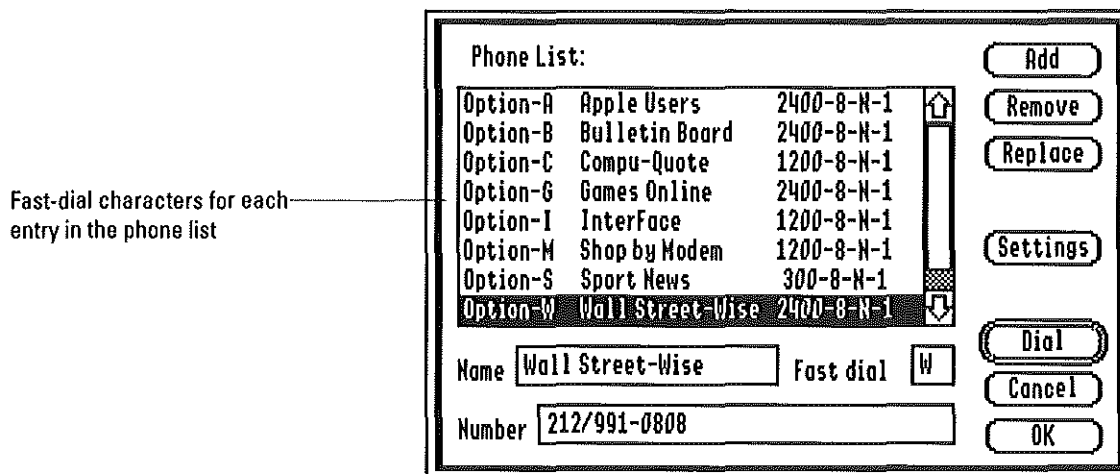 Fast-dial characters for each
entry in the phone list
Phone List:
Option-A Apple Users 2400-8-N-1
Option-B Bulletin Board 2400-8-N-1
Option-C Compu-Quote 1200-8-N-1
Option-G Games Online 2400-8-N-1
Option-I InterFace 1200-8-N-1
Option-M Shop by Modem 1200-8-N-1
Option-S Sport News 300-8-N-1
Option-W Wall Street-Wise 2400-8-N-1
Name Wall Street-Wise Fast dial W
Number 212/991-0808
Add
Remove
Replace
Settings
Dial
Cancel
OK